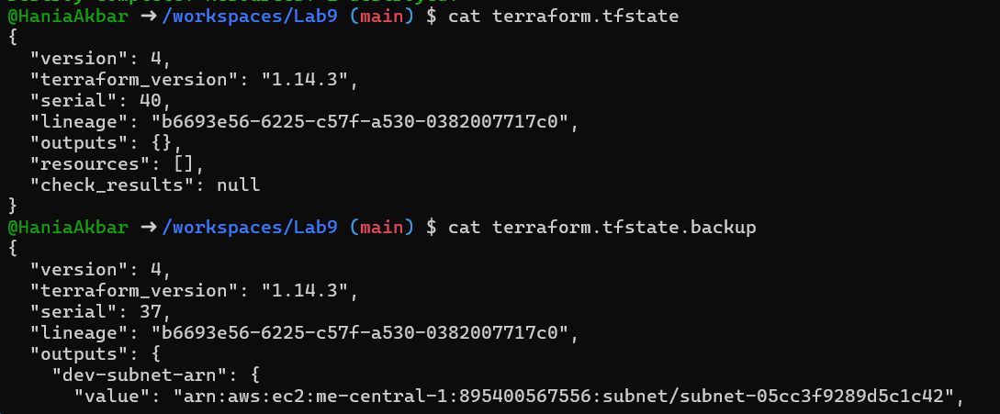 @HaniaAkbar ➜ /workspaces/Lab9 (main) $ cat terraform.tfstate
{
  "version": 4,
  "terraform_version": "1.14.3",
  "serial": 40,
  "lineage": "b6693e56-6225-c57f-a530-0382007717c0",
  "outputs": {},
  "resources": [],
  "check_results": null
}
@HaniaAkbar ➜ /workspaces/Lab9 (main) $ cat terraform.tfstate.backup
{
  "version": 4,
  "terraform_version": "1.14.3",
  "serial": 37,
  "lineage": "b6693e56-6225-c57f-a530-0382007717c0",
  "outputs": {
    "dev-subnet-arn": {
      "value": "arn:aws:ec2:me-central-1:895400567556:subnet/subnet-05cc3f9289d5c1c42",